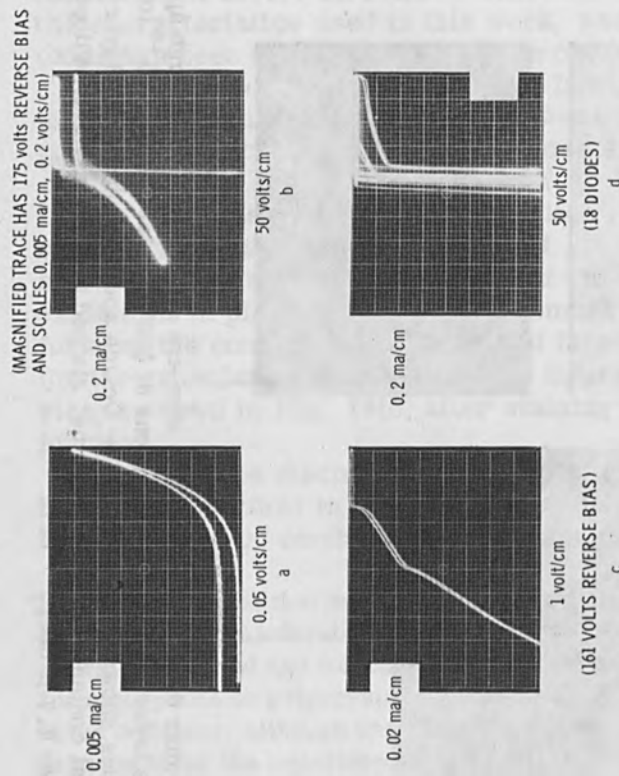 (MAGNIFIED TRACE HAS 175 volts REVERSE BIAS
AND SCALES 0.005 ma/cm, 0.2 volts/cm)
0.005 ma/cm
0.05 volts/cm
a
0.2 ma/cm
50 volts/cm
b
0.02 ma/cm
1 volt/cm
(161 VOLTS REVERSE BIAS)
c
0.2 ma/cm
50 volts/cm
(18 DIODES)
d